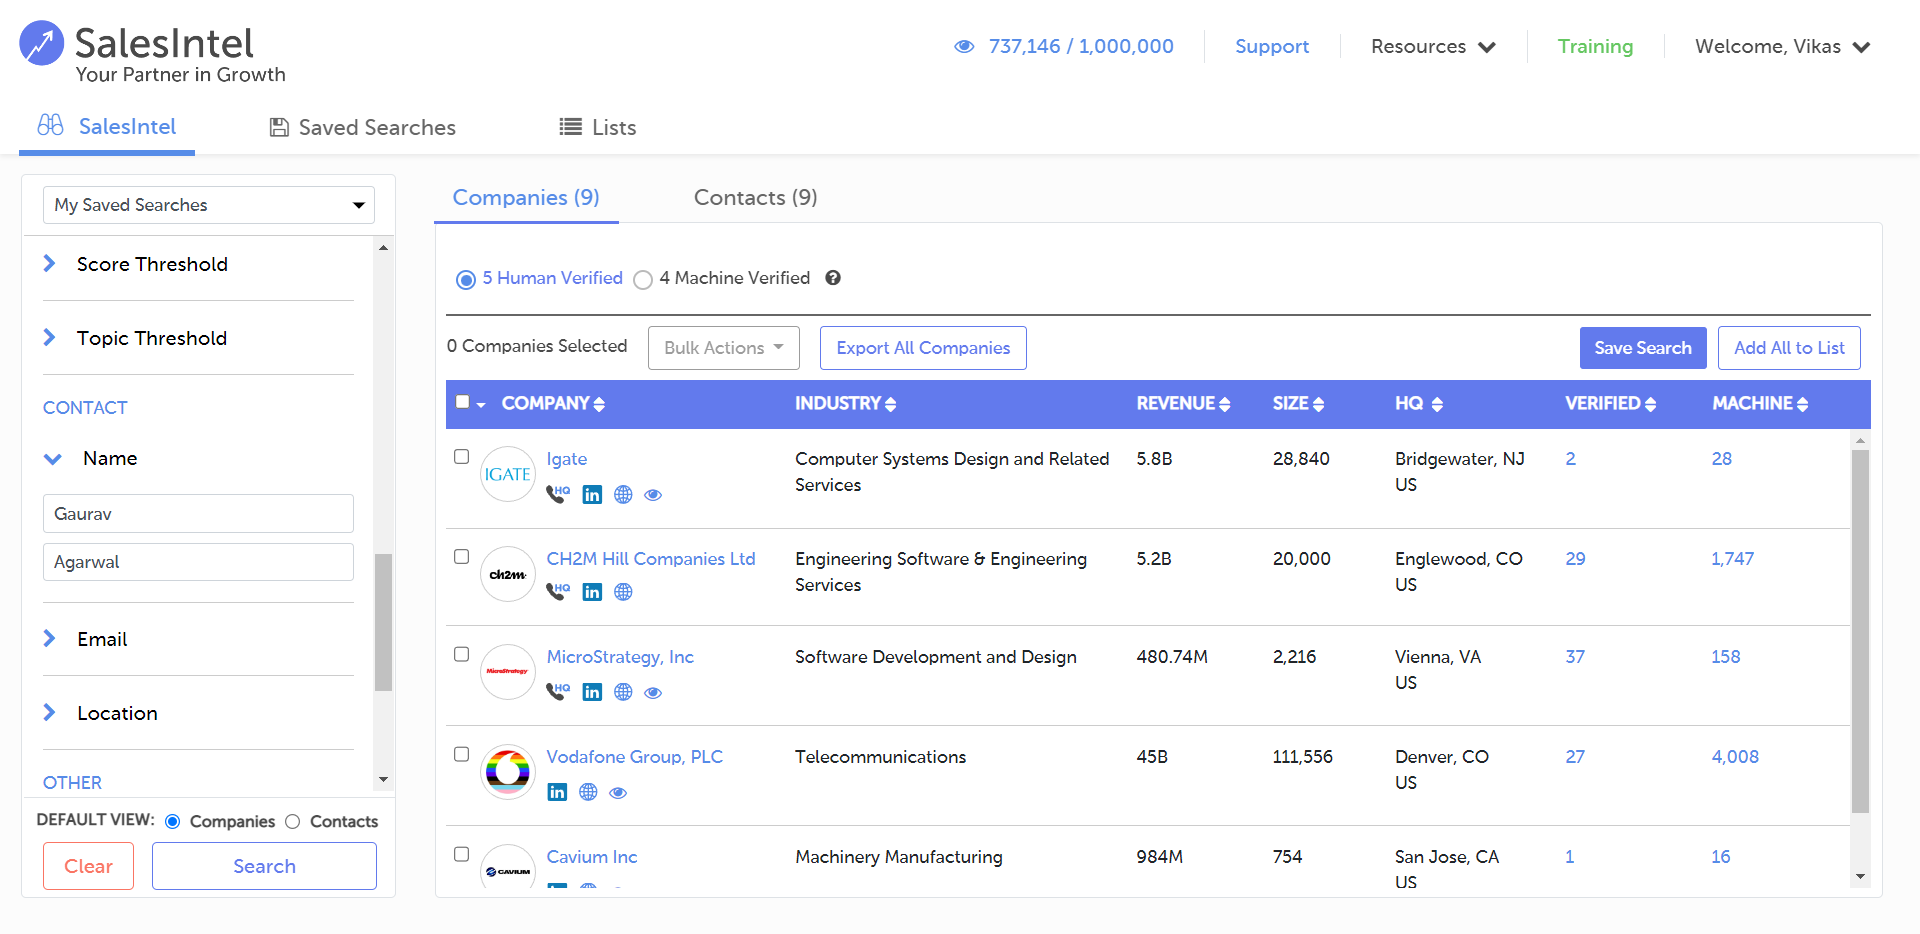 SalesIntel
Your Partner in Growth
737,146 / 1,000,000
Support
Resources
Training
Welcome, Vikas
SalesIntel
Saved Searches
Lists
My Saved Searches
Score Threshold
Topic Threshold
CONTACT
Name
Gaurav
Agarwal
Email
Location
OTHER
DEFAULT VIEW: Companies Contacts
Clear
Search
Companies (9)
Contacts (9)
5 Human Verified 4 Machine Verified ?
0 Companies Selected
Bulk Actions
Export All Companies
Save Search
Add All to List
COMPANY INDUSTRY REVENUE SIZE HQ VERIFIED MACHINE
IGATE
Igate
HQ
Computer Systems Design and Related
Services
5.8B
28,840
Bridgewater, NJ
US
2
28
ch2m
CH2M Hill Companies Ltd
HQ
Engineering Software & Engineering
Services
5.2B
20,000
Englewood, CO
US
29
1,747
MicroStrategy
MicroStrategy, Inc
HQ
Software Development and Design
480.74M
2,216
Vienna, VA
US
37
158
Vodafone Group, PLC
Telecommunications
45B
111,556
Denver, CO
US
27
4,008
CAVIUM
Cavium Inc
Machinery Manufacturing
984M
754
San Jose, CA
US
1
16